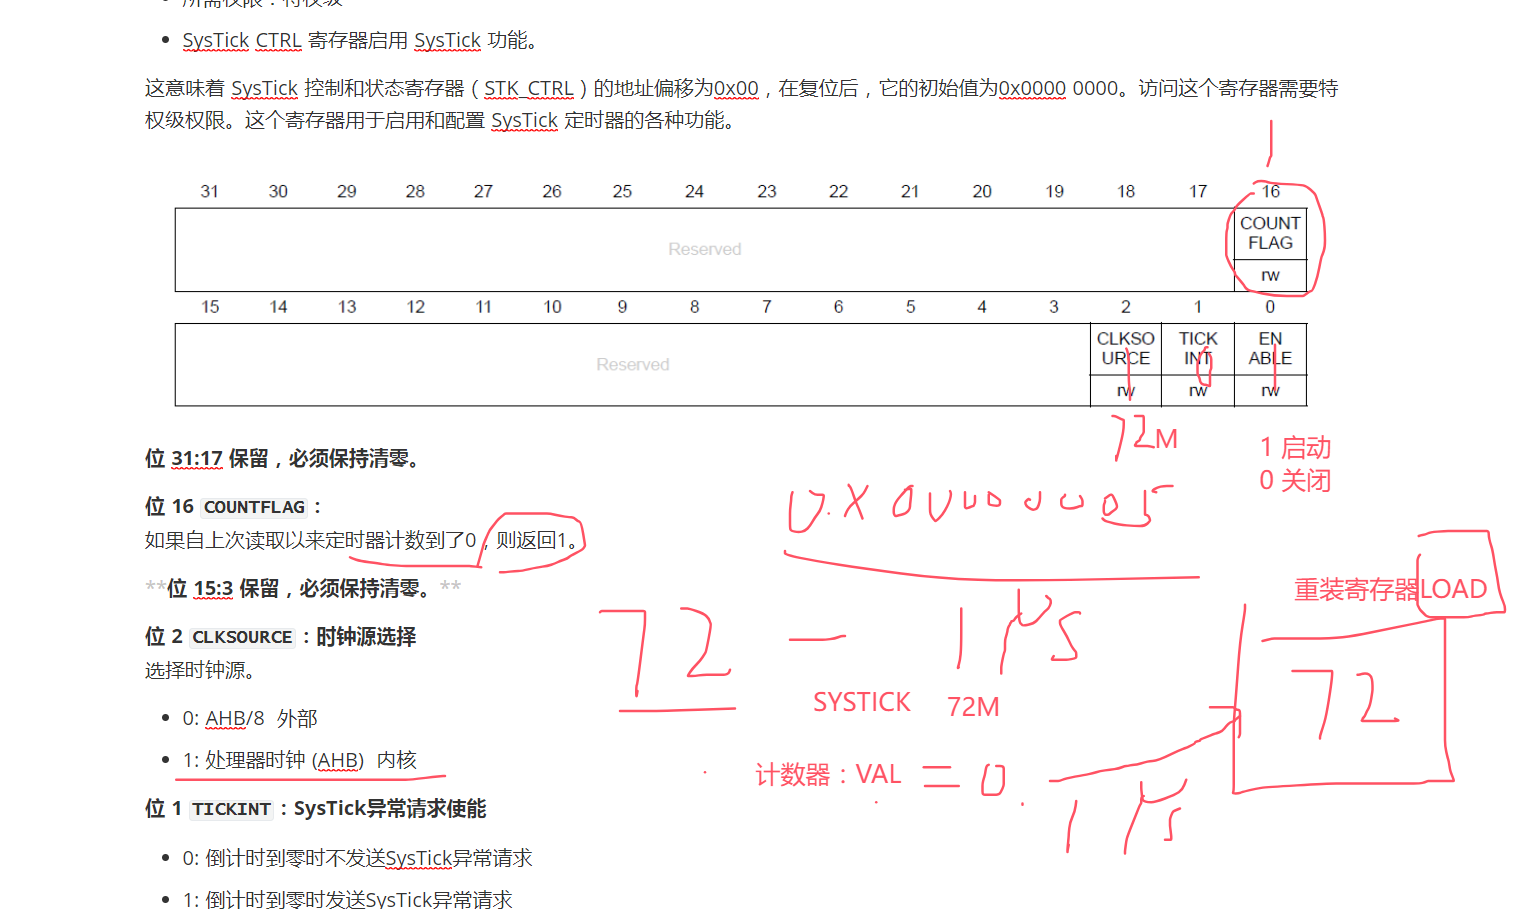 • SysTick CTRL 寄存器启用 SysTick 功能。
这意味着 SysTick 控制和状态寄存器（STK_CTRL）的地址偏移为0x00，在复位后，它的初始值为0x0000 0000。访问这个寄存器需要特
权级权限。这个寄存器用于启用和配置 SysTick 定时器的各种功能。
1
31 30 29 28 27 26 25 24 23 22 21 20 19 18 17 16
Reserved
COUNT
FLAG
rw
15 14 13 12 11 10 9 8 7 6 5 4 3 2 1 0
Reserved
CLKSO
URCE
TICK
INT
EN
ABLE
1 0 1
rw rw rw
72M
1 启动
0 关闭
位 31:17 保留，必须保持清零。
位 16 COUNTFLAG：
0x00000005
如果自上次读取以来定时器计数到了0，则返回1。
**位 15:3 保留，必须保持清零。**
重装寄存器LOAD
位 2 CLKSOURCE：时钟源选择
72 — 1μs
选择时钟源。
72
SYSTICK 72M
• 0: AHB/8 外部
• 1: 处理器时钟 (AHB) 内核
计数器：VAL = 0.
1μs
位 1 TICKINT：SysTick异常请求使能
• 0: 倒计时到零时不发送SysTick异常请求
• 1: 倒计时到零时发送SysTick异常请求